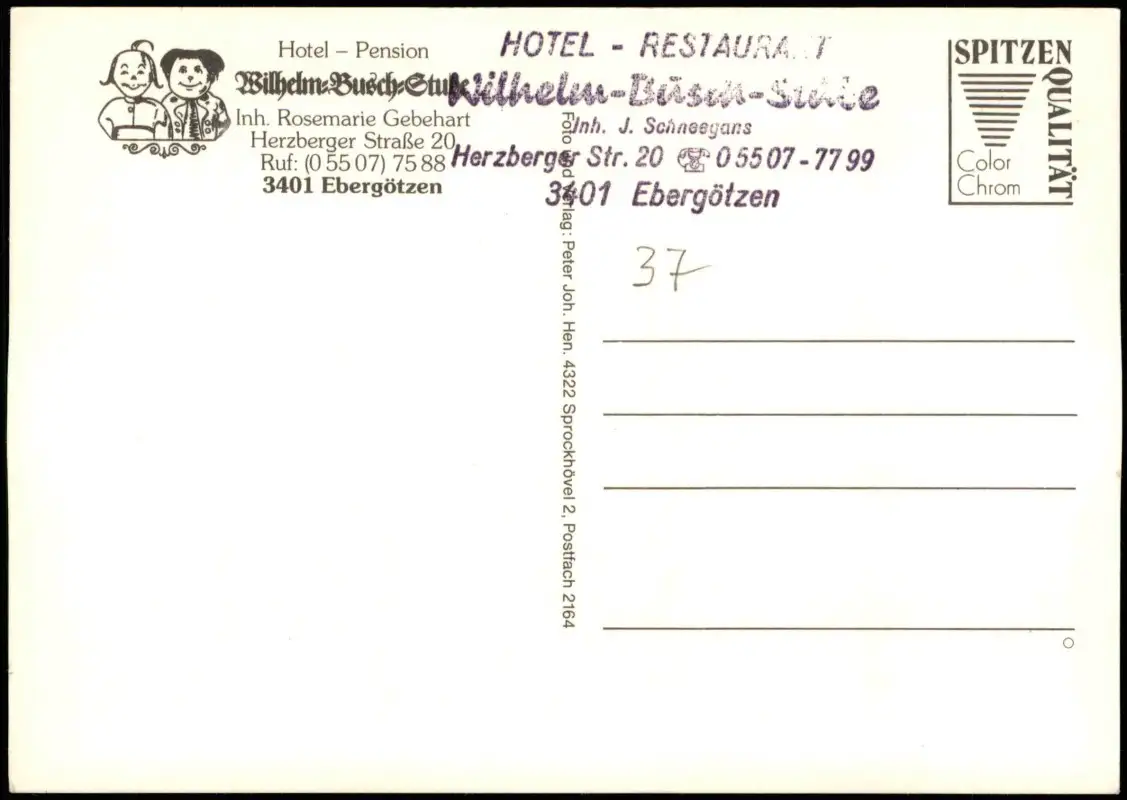 Hotel – Pension
Wilhelm-Busch-Stube
Inh. Rosemarie Gebehart
Herzberger Straße 20
Ruf: (0 55 07) 75 88
3401 Ebergötzen
HOTEL - RESTAURANT
Wilhelm-Busch-Stube
Inh. J. Schneegans
Herzberger Str. 20 ☎ 05507-7799
3401 Ebergötzen
SPITZEN
QUALITÄT
Color
Chrom
Foto und Verlag: Peter Joh. Hen. 4322 Sprockhövel 2, Postfach 2164
37